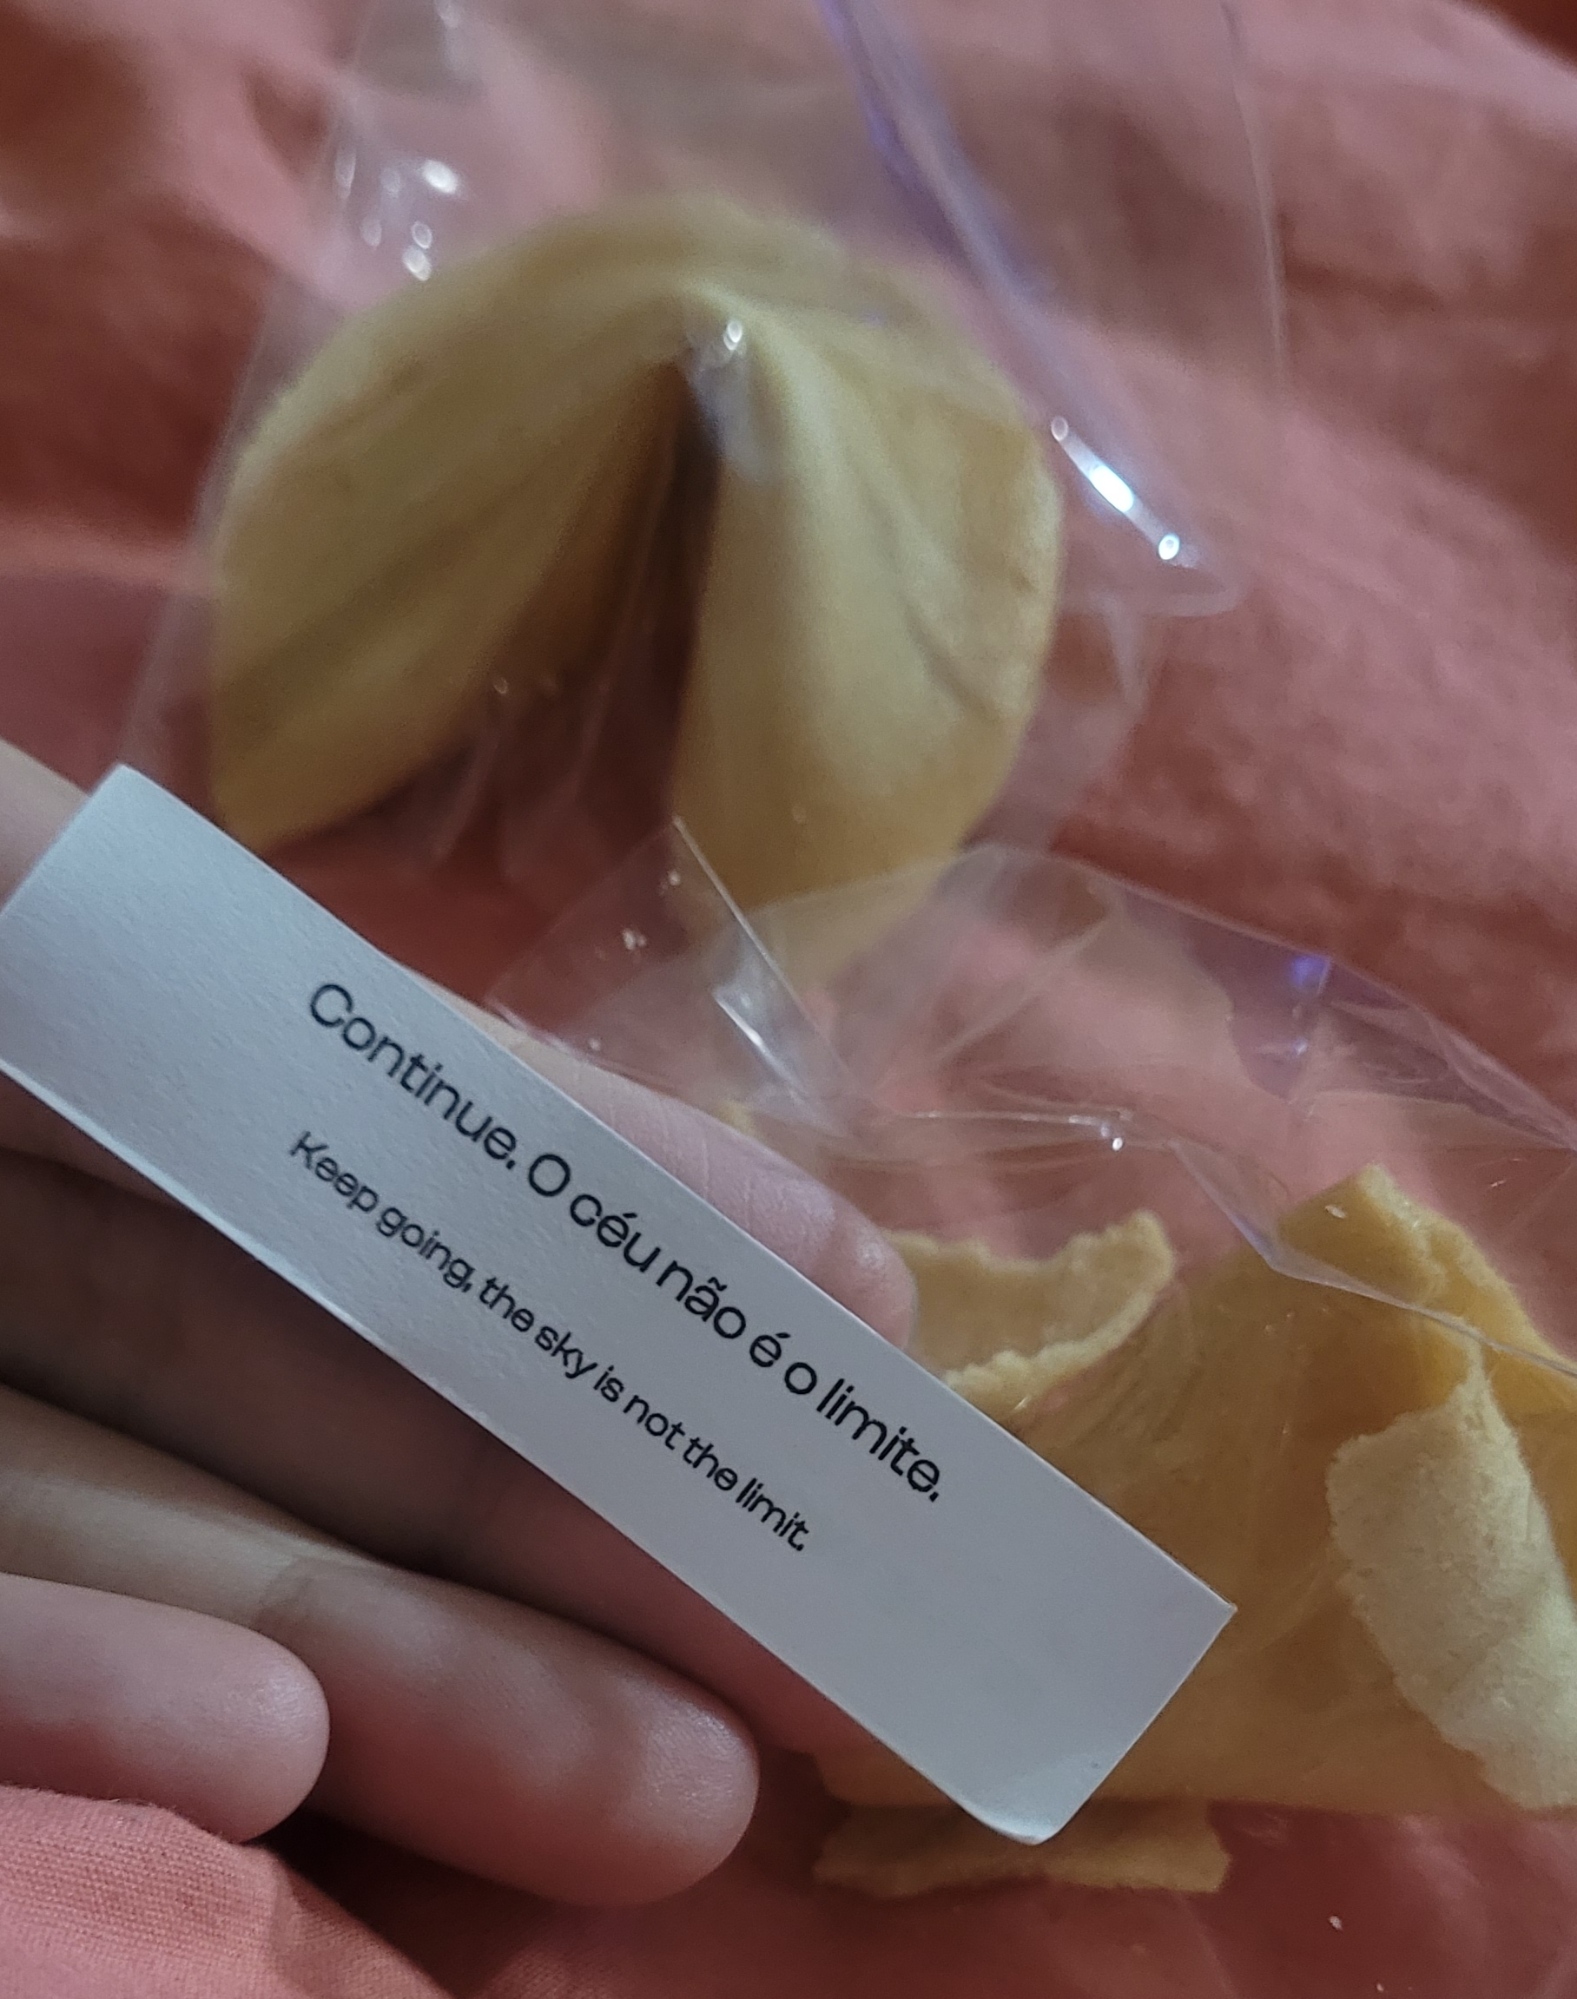 Continue. O céu não é o limite.
Keep going, the sky is not the limit.